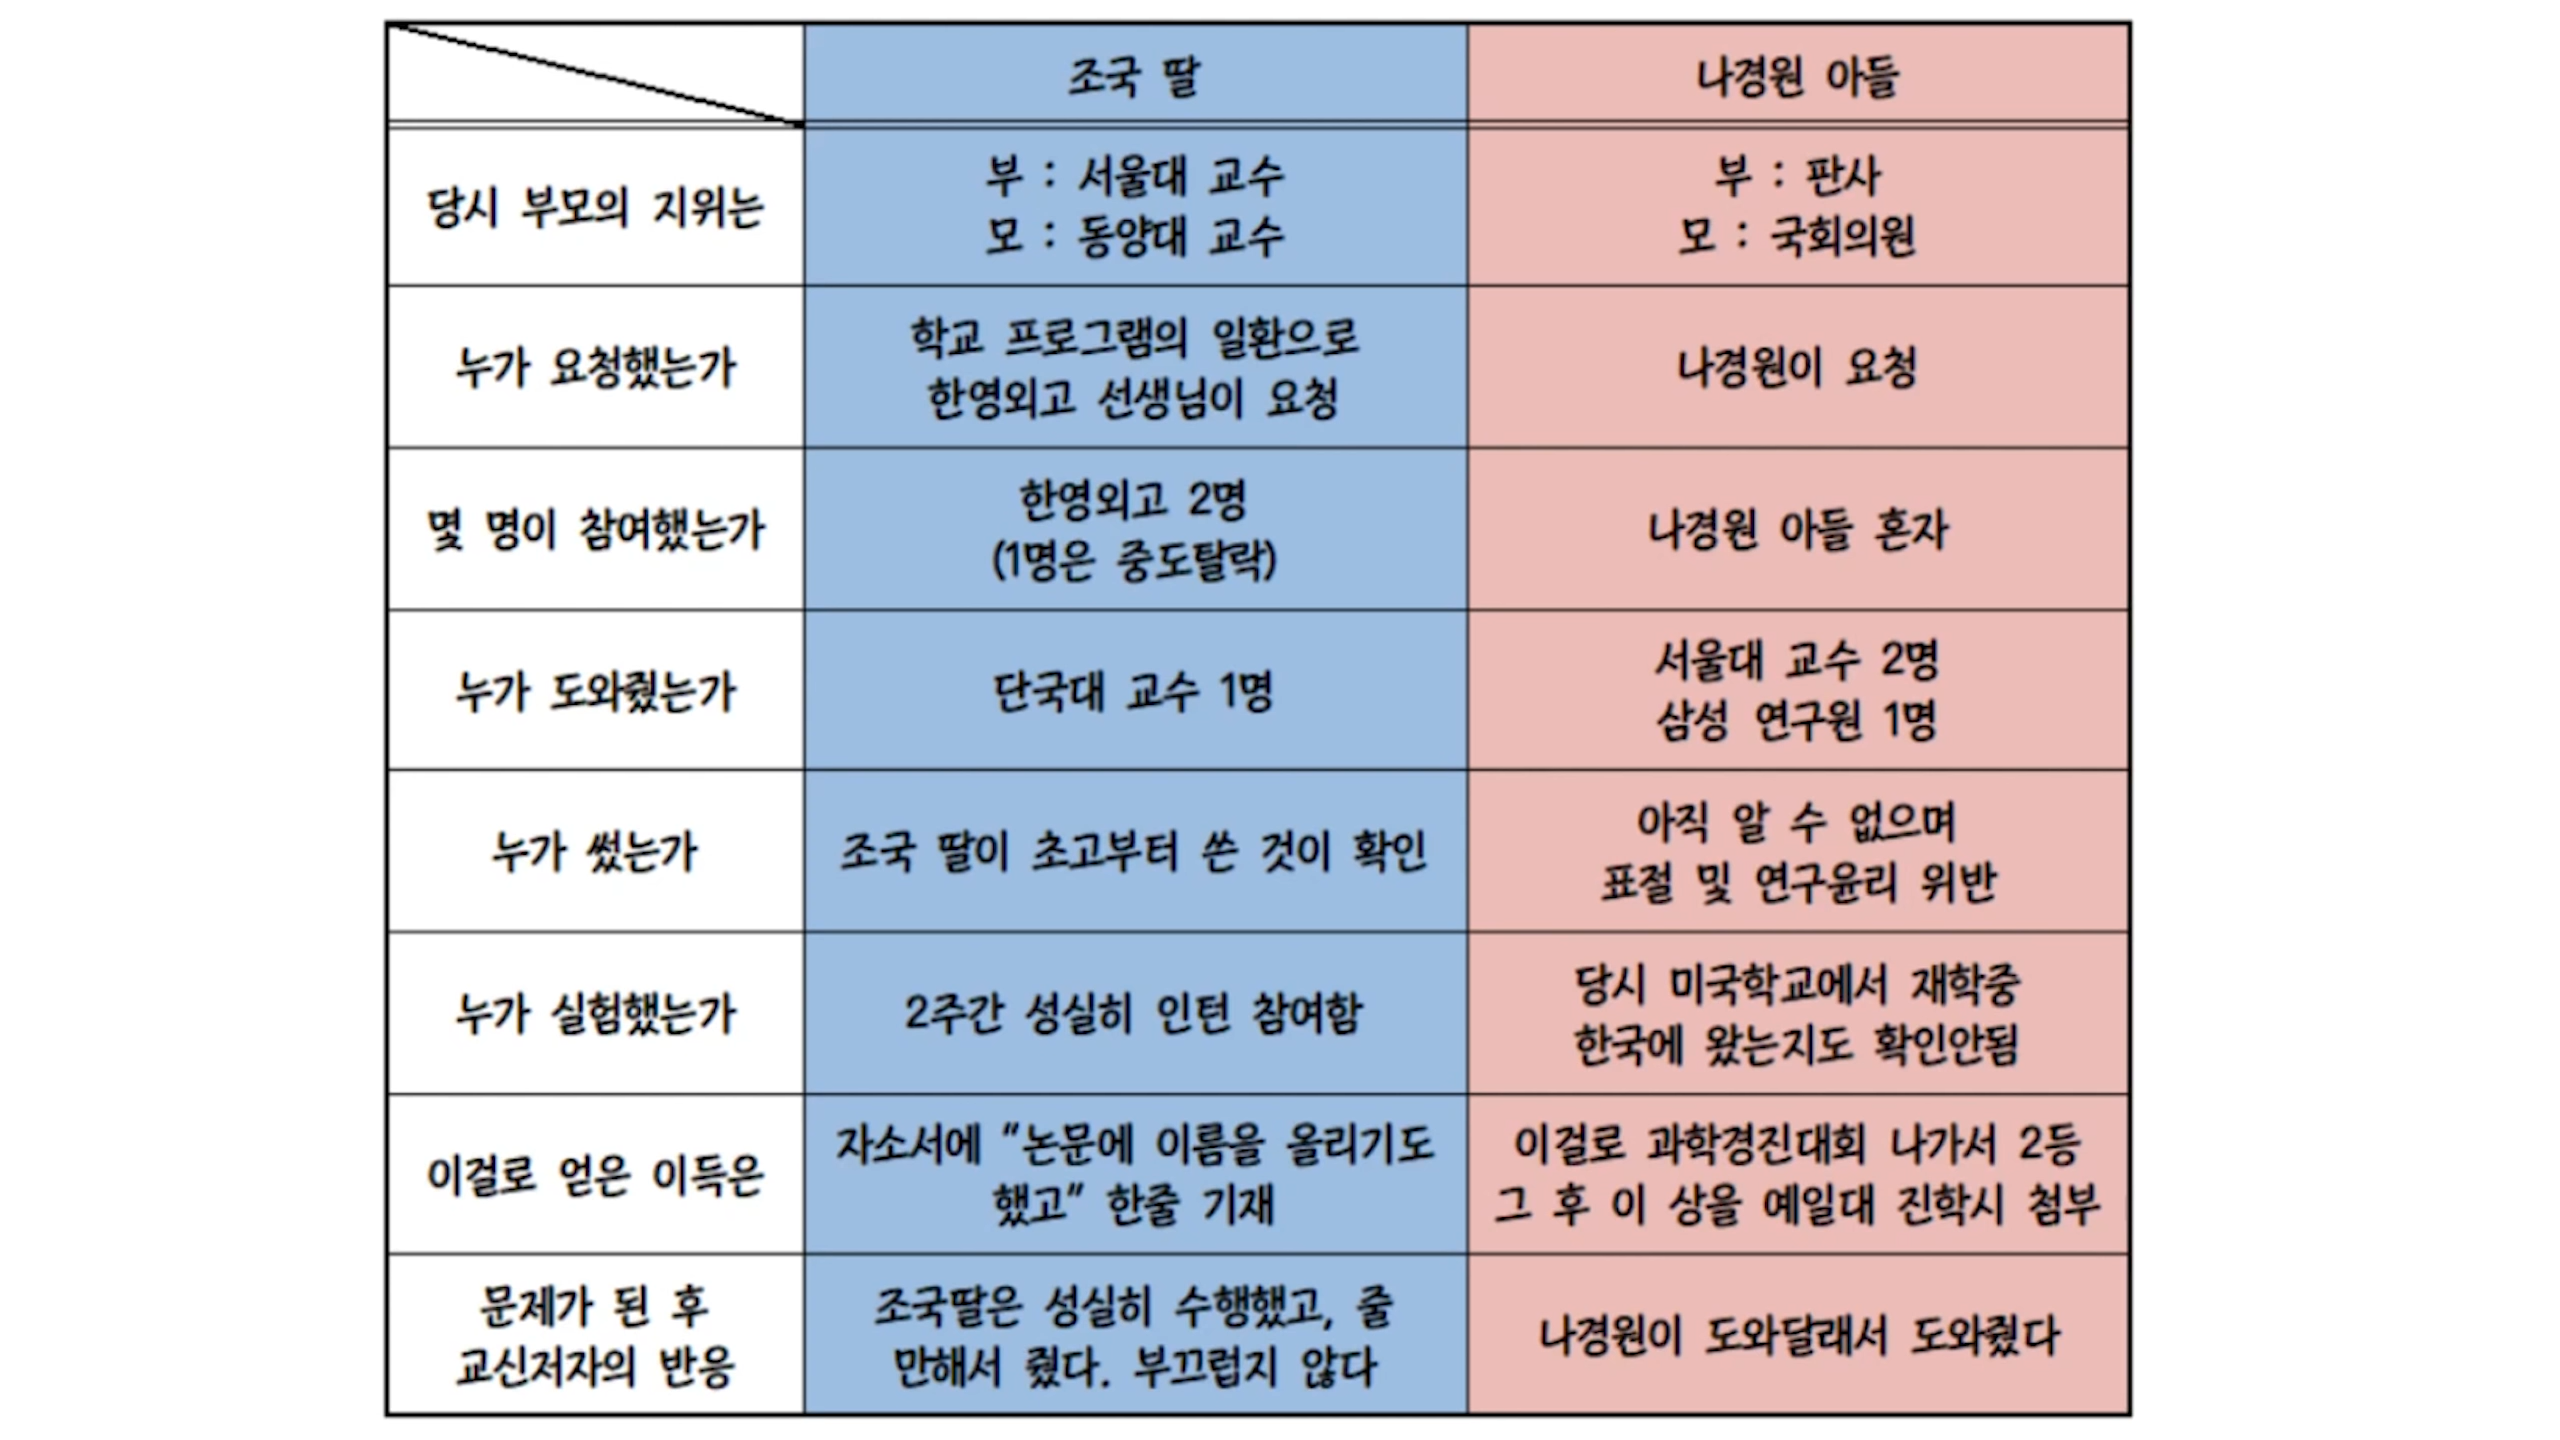 조국 딸
나경원 아들
당시 부모의 지위는
부 : 서울대 교수
모 : 동양대 교수
부 : 판사
모 : 국회의원
누가 요청했는가
학교 프로그램의 일환으로
한영외고 선생님이 요청
나경원이 요청
몇 명이 참여했는가
한영외고 2명
(1명은 중도탈락)
나경원 아들 혼자
누가 도와줬는가
단국대 교수 1명
서울대 교수 2명
삼성 연구원 1명
누가 썼는가
조국 딸이 초고부터 쓴 것이 확인
아직 알 수 없으며
표절 및 연구윤리 위반
누가 실험했는가
2주간 성실히 인턴 참여함
당시 미국학교에서 재학중
한국에 왔는지도 확인안됨
이걸로 얻은 이득은
자소서에 "논문에 이름을 올리기도
했고" 한줄 기재
이걸로 과학경진대회 나가서 2등
그 후 이 상을 예일대 진학시 첨부
문제가 된 후
교신저자의 반응
조국딸은 성실히 수행했고, 줄
만해서 줬다. 부끄럽지 않다
나경원이 도와달래서 도와줬다